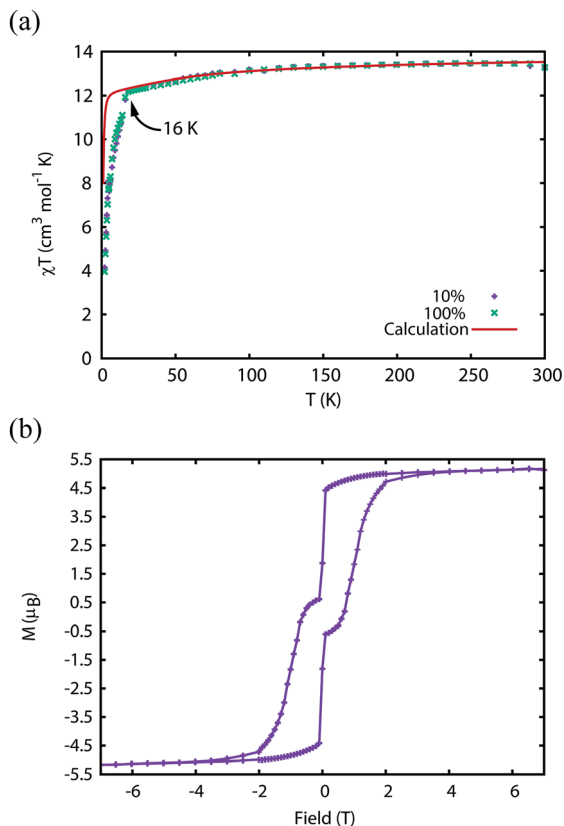 (a)
14
12
10
8
6
4
2
0
χT (cm³ mol⁻¹ K)
16 K
10%
100%
Calculation
0 50 100 150 200 250 300
T (K)
(b)
5.5
4.5
3.5
2.5
1.5
0.5
-0.5
-1.5
-2.5
-3.5
-4.5
-5.5
M (μB)
-6 -4 -2 0 2 4 6
Field (T)